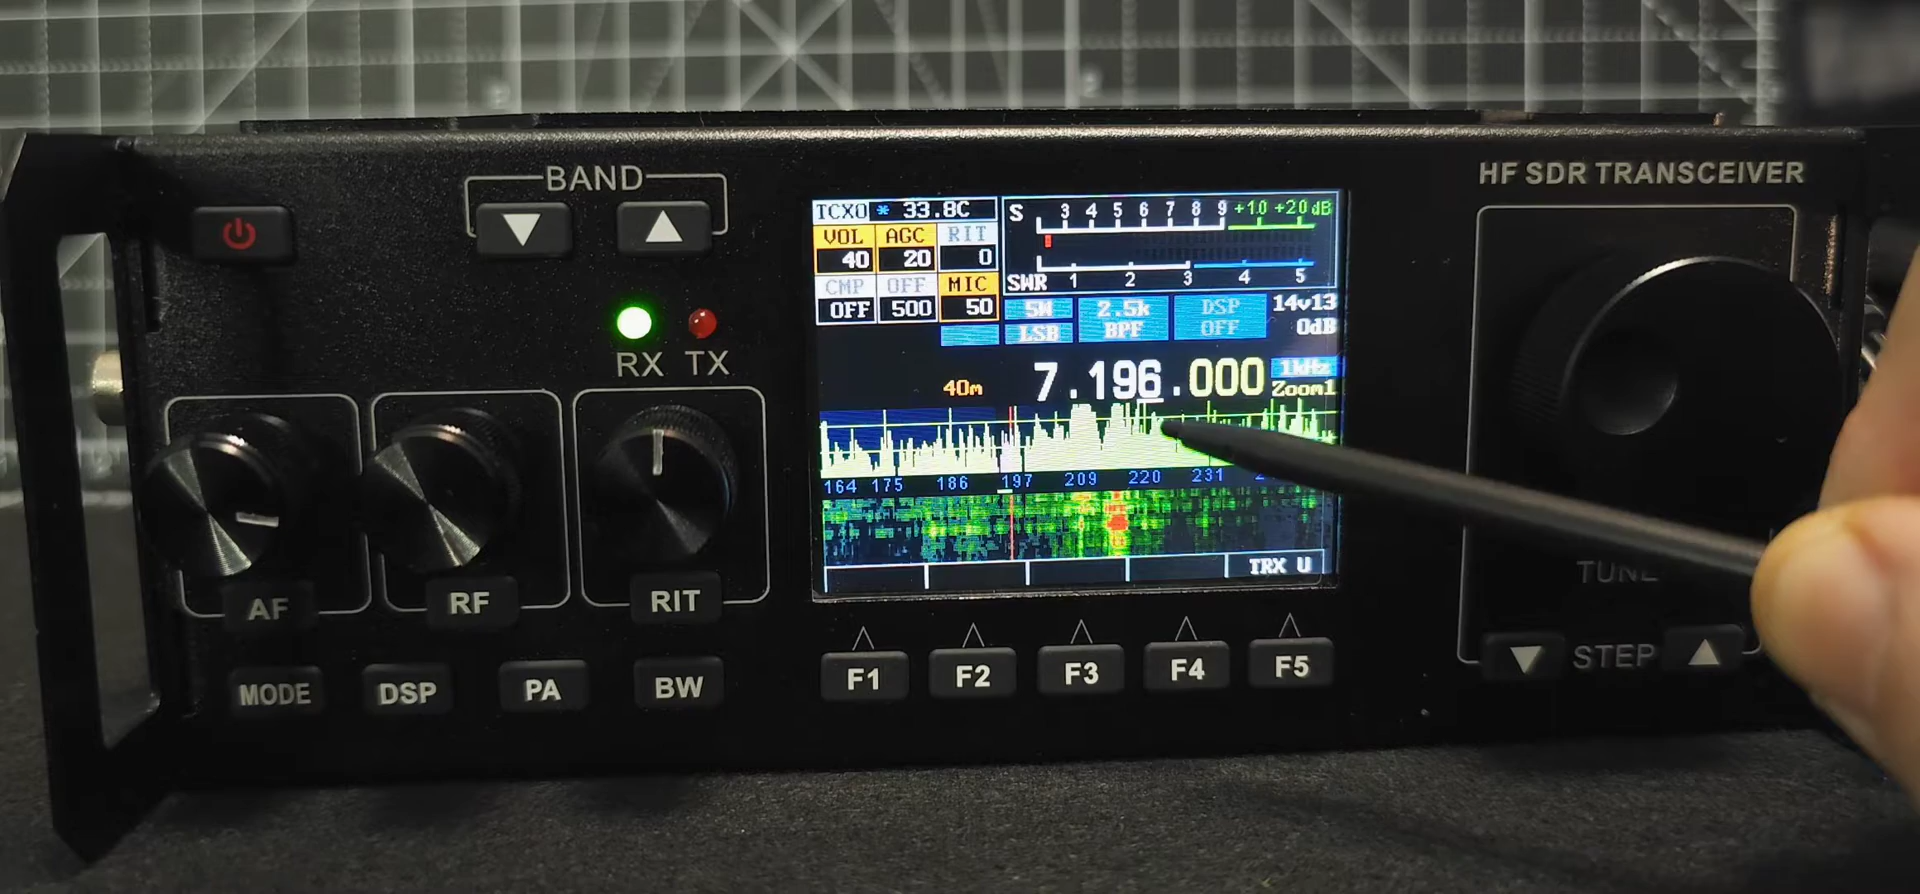 BAND
HF SDR TRANSCEIVER
TCXO * 33.8C
VOL AGC RIT
40 20 0
CMP OFF MIC
OFF 500 50
S 3 4 5 6 7 8 9 +10 +20 dB
SWR 1 2 3 4 5
5W 2.5k DSP 14v13
LSB BPF OFF 0dB
40m 7.196.000 1kHz
Zoom1
164 175 186 197 209 220 231
TRX U
RX TX
AF RF RIT
MODE DSP PA BW
F1 F2 F3 F4 F5
TUNE
STEP